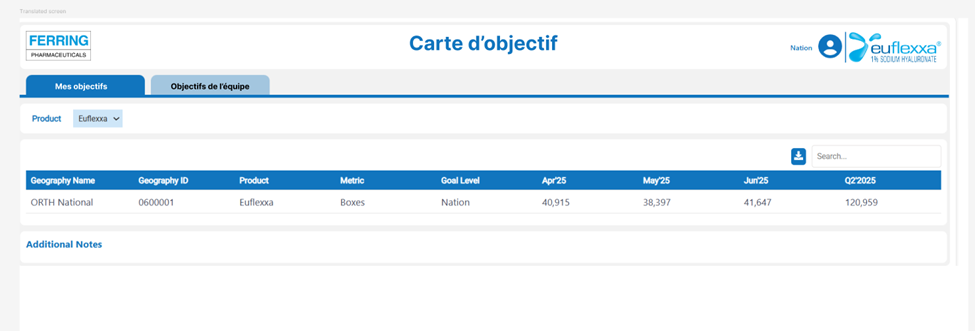 Translated screen
FERRING
PHARMACEUTICALS
Carte d’objectif
Nation
euflexxa®
1% SODIUM HYALURONATE
Mes objectifs
Objectifs de l’équipe
Product
Euflexxa
Search...
Geography Name Geography ID Product Metric Goal Level Apr'25 May'25 Jun'25 Q2'2025
ORTH National 0600001 Euflexxa Boxes Nation 40,915 38,397 41,647 120,959
Additional Notes